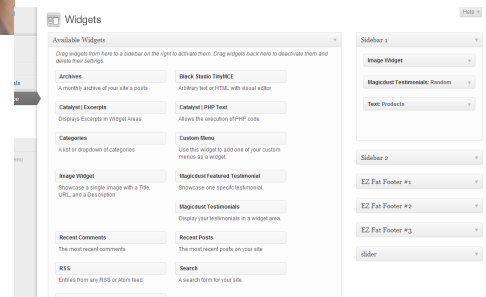 Help
Widgets
Available Widgets
Drag widgets from here to a sidebar on the right to activate them. Drag widgets back here to deactivate them and
delete their settings.
Archives
A monthly archive of your site's posts
Black Studio TinyMCE
Arbitrary text or HTML with visual editor
Catalyst | Excerpts
Displays Excerpts in Widget Areas
Catalyst | PHP Text
Allows the execution of PHP code
Categories
A list or dropdown of categories
Custom Menu
Use this widget to add one of your custom
menus as a widget.
Image Widget
Showcase a single image with a Title,
URL, and a Description
Magicdust Featured Testimonial
Showcase one specific testimonial.
Magicdust Testimonials
Display your testimonials in a widget area.
Recent Comments
The most recent comments
Recent Posts
The most recent posts on your site
RSS
Entries from any RSS or Atom feed
Search
A search form for your site
Sidebar 1
Image Widget
Magicdust Testimonials: Random
Text: Products
Sidebar 2
EZ Fat Footer #1
EZ Fat Footer #2
EZ Fat Footer #3
slider